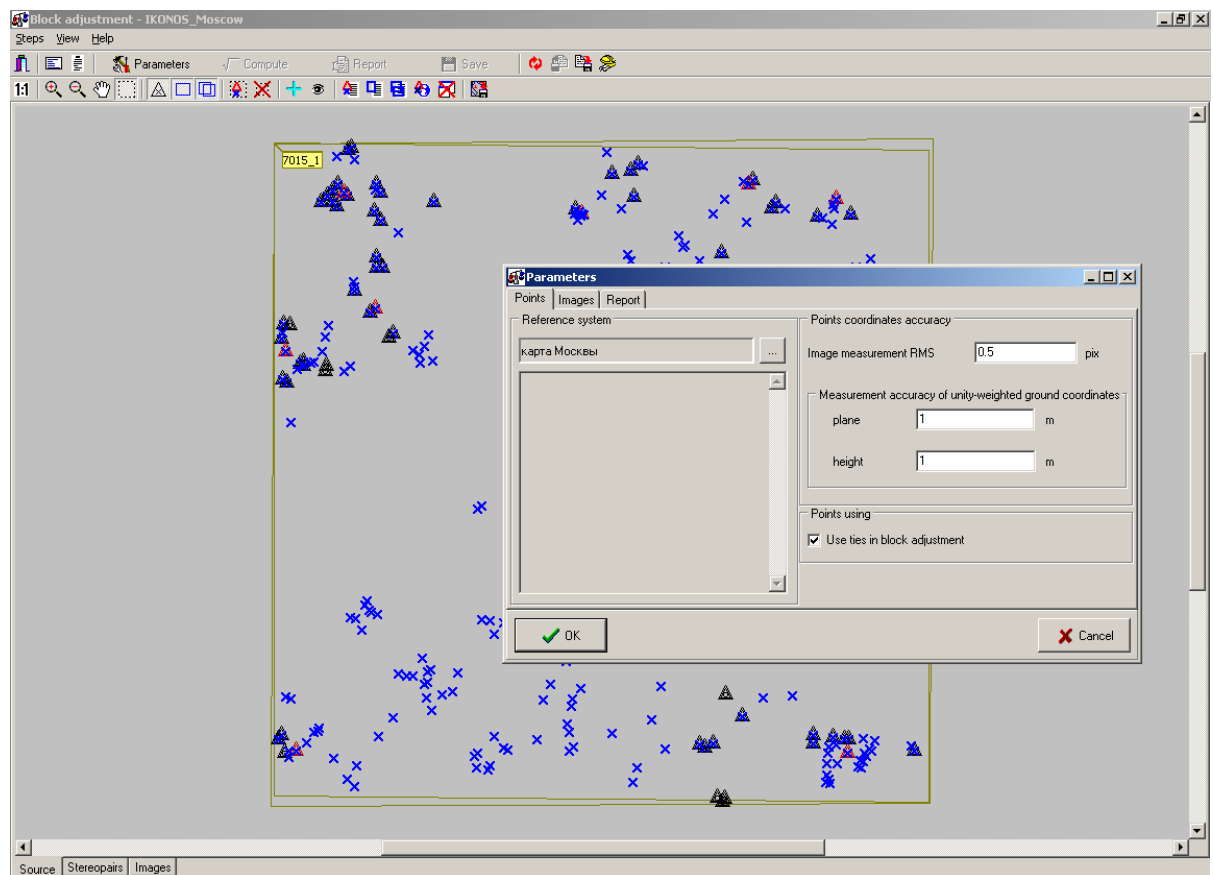 Block adjustment - IKONOS_Moscow
Steps View Help
Parameters Compute Report Save
1:1
7015_1
Parameters
Points Images Report
Reference system
карта Москвы
...
Points coordinates accuracy
Image measurement RMS 0.5 pix
Measurement accuracy of unity-weighted ground coordinates
plane 1 m
height 1 m
Points using
Use ties in block adjustment
OK
Cancel
Source Stereopairs Images